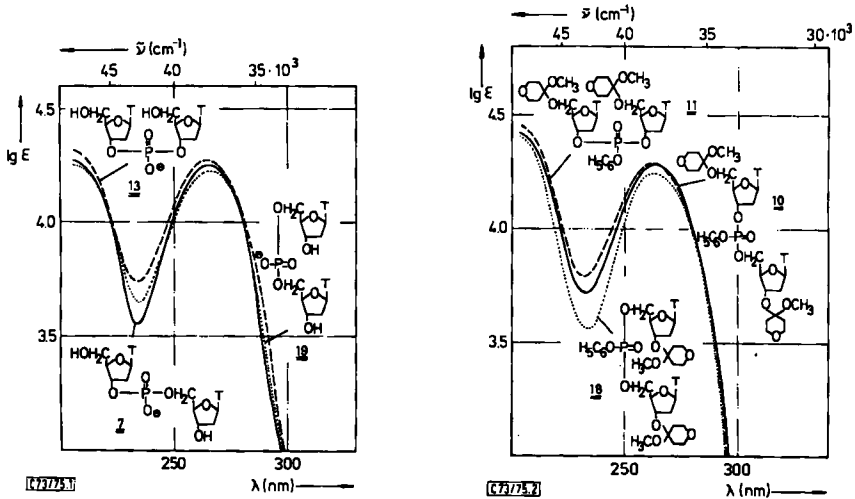 ν̃ (cm⁻¹)
45 40 35·10³
4.5
lg ε
4.0
3.5
HOH₂C O T HOH₂C O T
O
O—P—O
O⊖
13
OH₂C O T
OH
⊖O—P=O
OH₂C O T
OH
19
HOH₂C O T
O
O—P—OH₂C O T
O⊖
OH
7
250 300
C73/75.1
λ (nm)
ν̃ (cm⁻¹)
45 40 35 30·10³
lg ε
4.5
4.0
3.5
O OCH₃ O OCH₃
OH₂C O T OH₂C O T
11
O
O—P—O
H₅C₆O
O OCH₃
OH₂C O T
10
O
H₅C₆O—P=O
OH₂C O T
O OCH₃
O
OH₂C O T
O
H₅C₆O—P=O
H₃CO O
OH₂C O T
18
O
H₃CO O
250 300
C73/75.2
λ (nm)